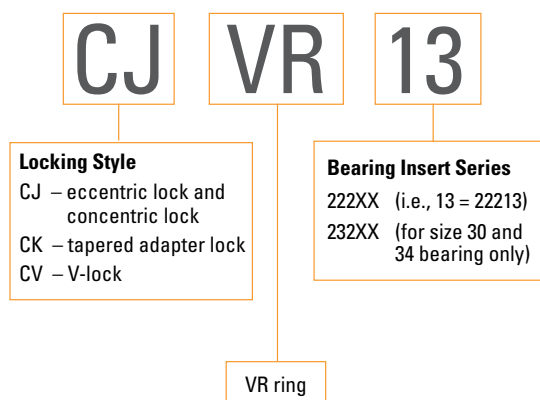 CJ VR 13
Locking Style
CJ – eccentric lock and
concentric lock
CK – tapered adapter lock
CV – V-lock
Bearing Insert Series
222XX (i.e., 13 = 22213)
232XX (for size 30 and
34 bearing only)
VR ring